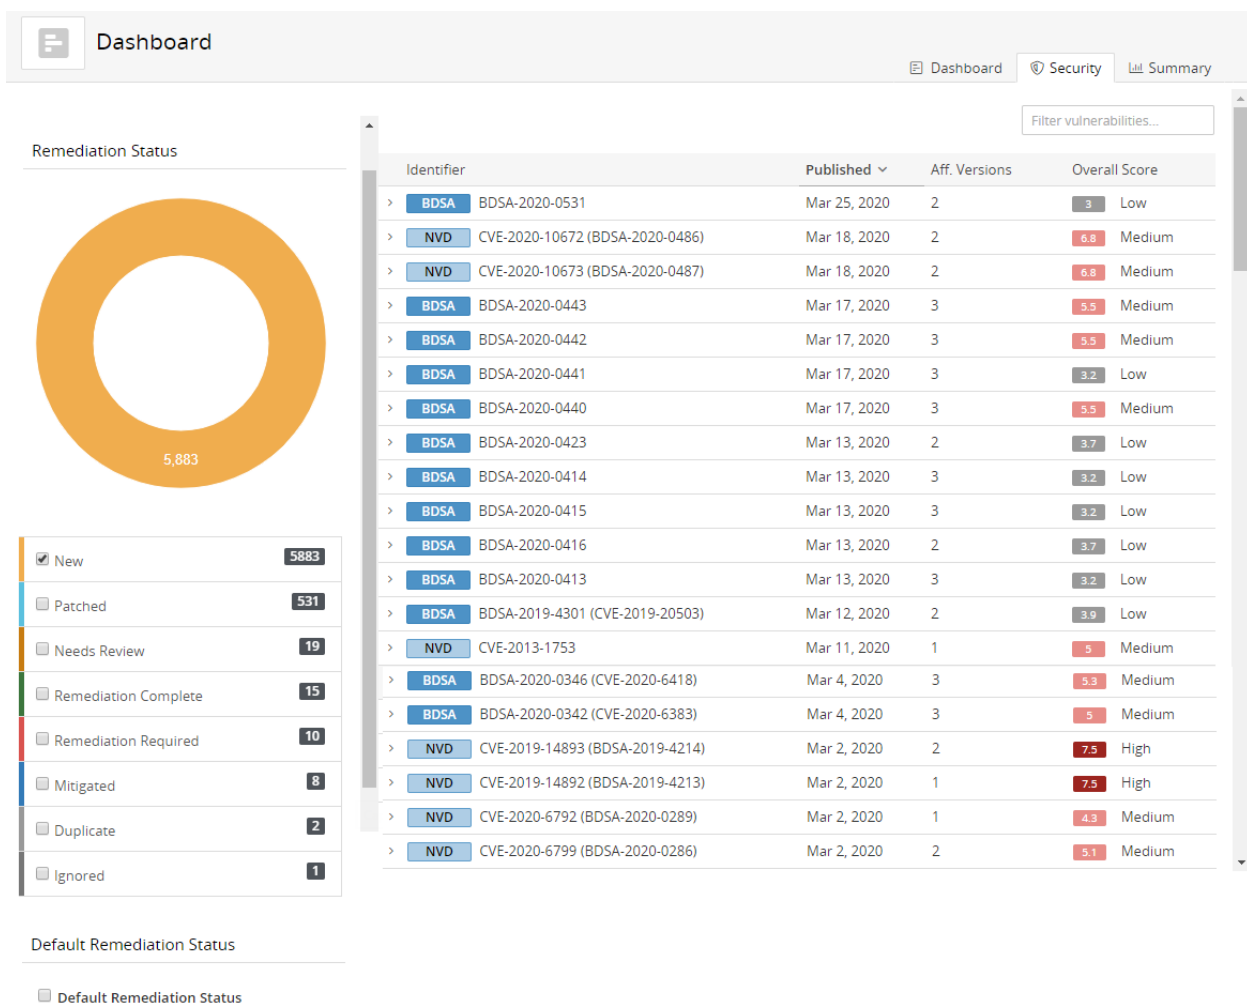 Dashboard
Dashboard Security Summary
Filter vulnerabilities...
Remediation Status
5,883
New 5883
Patched 531
Needs Review 19
Remediation Complete 15
Remediation Required 10
Mitigated 8
Duplicate 2
Ignored 1
Default Remediation Status
Default Remediation Status
Identifier Published Aff. Versions Overall Score
BDSA BDSA-2020-0531 Mar 25, 2020 2 3 Low
NVD CVE-2020-10672 (BDSA-2020-0486) Mar 18, 2020 2 6.8 Medium
NVD CVE-2020-10673 (BDSA-2020-0487) Mar 18, 2020 2 6.8 Medium
BDSA BDSA-2020-0443 Mar 17, 2020 3 5.5 Medium
BDSA BDSA-2020-0442 Mar 17, 2020 3 5.5 Medium
BDSA BDSA-2020-0441 Mar 17, 2020 3 3.2 Low
BDSA BDSA-2020-0440 Mar 17, 2020 3 5.5 Medium
BDSA BDSA-2020-0423 Mar 13, 2020 2 3.7 Low
BDSA BDSA-2020-0414 Mar 13, 2020 3 3.2 Low
BDSA BDSA-2020-0415 Mar 13, 2020 3 3.2 Low
BDSA BDSA-2020-0416 Mar 13, 2020 2 3.7 Low
BDSA BDSA-2020-0413 Mar 13, 2020 3 3.2 Low
BDSA BDSA-2019-4301 (CVE-2019-20503) Mar 12, 2020 2 3.9 Low
NVD CVE-2013-1753 Mar 11, 2020 1 5 Medium
BDSA BDSA-2020-0346 (CVE-2020-6418) Mar 4, 2020 3 5.3 Medium
BDSA BDSA-2020-0342 (CVE-2020-6383) Mar 4, 2020 3 5 Medium
NVD CVE-2019-14893 (BDSA-2019-4214) Mar 2, 2020 2 7.5 High
NVD CVE-2019-14892 (BDSA-2019-4213) Mar 2, 2020 1 7.5 High
NVD CVE-2020-6792 (BDSA-2020-0289) Mar 2, 2020 1 4.3 Medium
NVD CVE-2020-6799 (BDSA-2020-0286) Mar 2, 2020 2 5.1 Medium